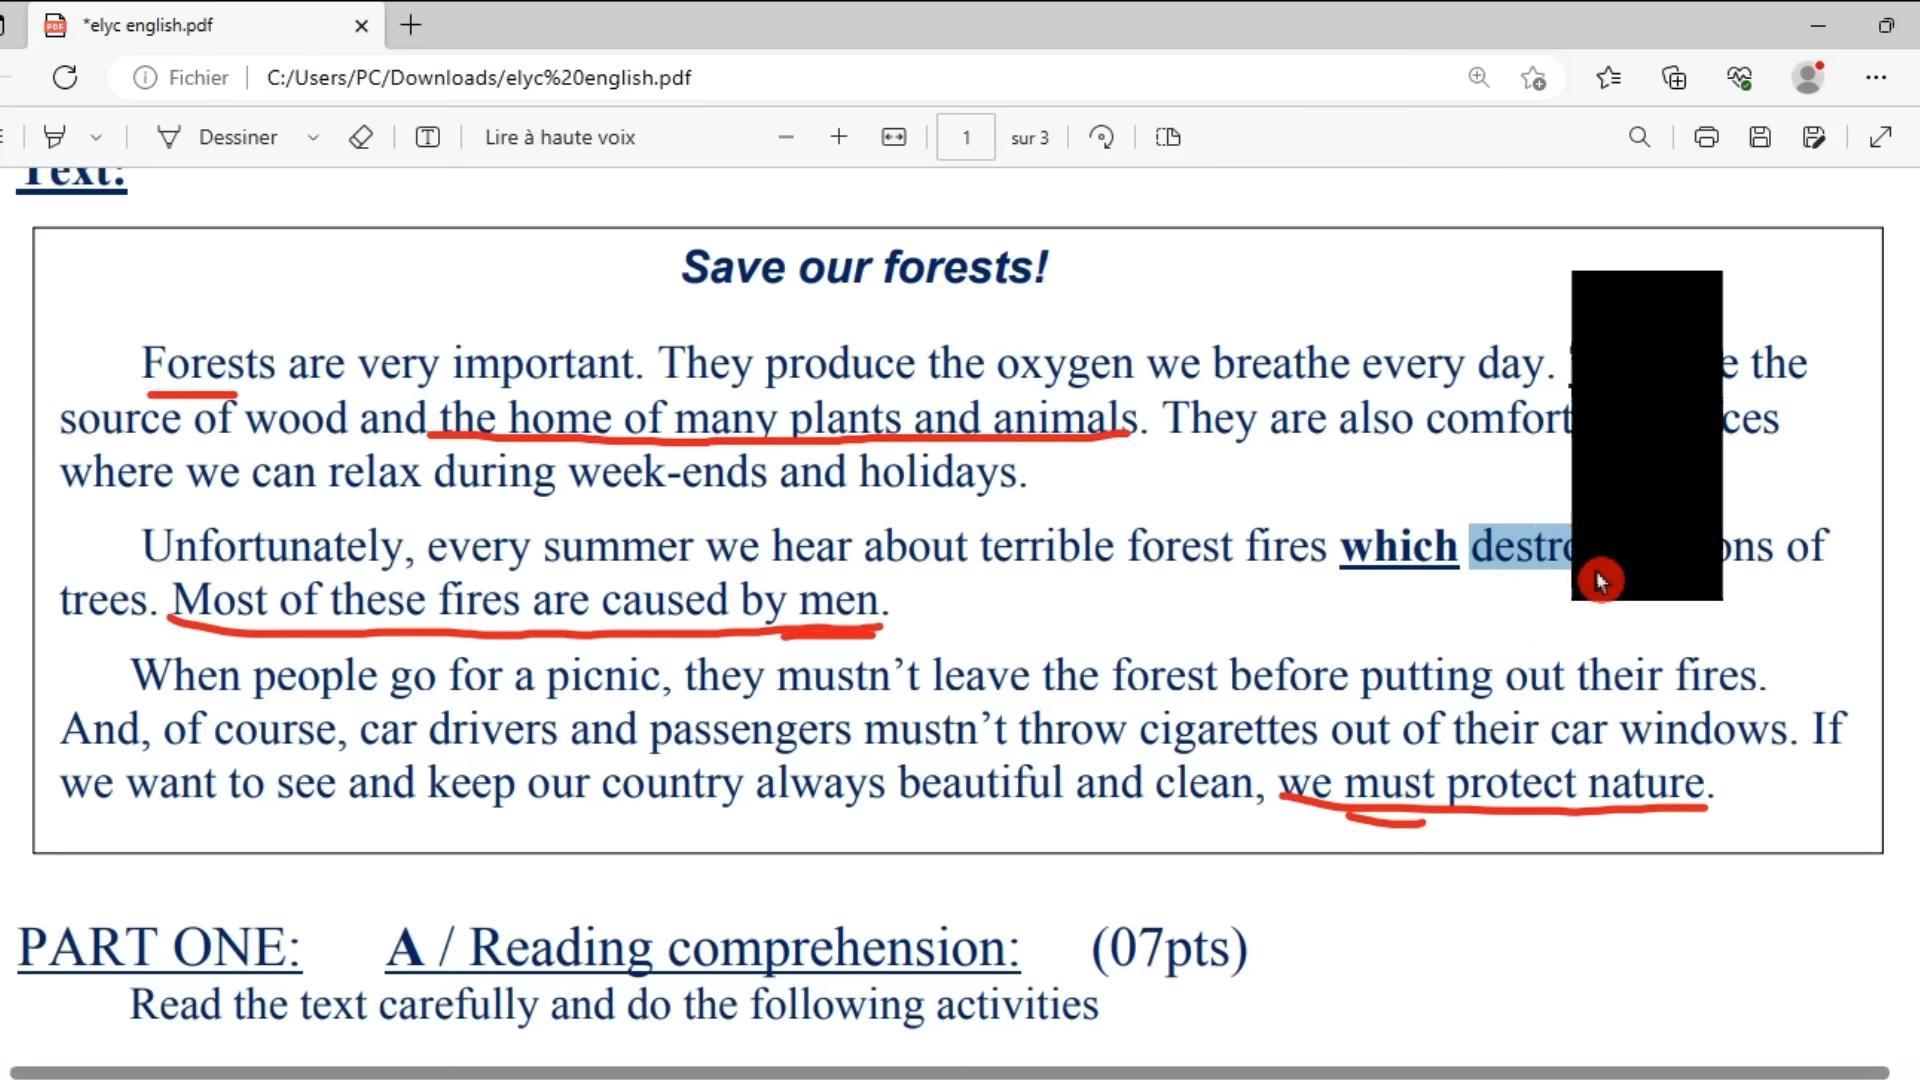 *elyc english.pdf
Fichier C:/Users/PC/Downloads/elyc%20english.pdf
Dessiner Lire à haute voix 1 sur 3
Text:
Save our forests!
Forests are very important. They produce the oxygen we breathe every day. the
source of wood and the home of many plants and animals. They are also
where we can relax during week-ends and holidays.
Unfortunately, every summer we hear about terrible forest fires which of
trees. Most of these fires are caused by men.
When people go for a picnic, they mustn’t leave the forest before putting out their fires.
And, of course, car drivers and passengers mustn’t throw cigarettes out of their car windows. If
we want to see and keep our country always beautiful and clean, we must protect nature.
PART ONE: A / Reading comprehension: (07pts)
Read the text carefully and do the following activities